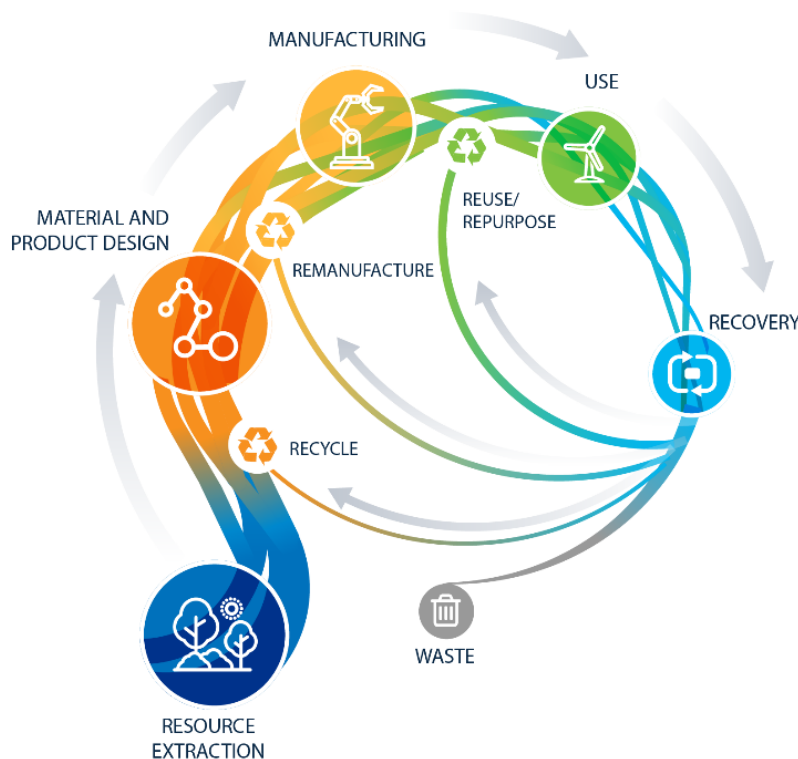 MANUFACTURING
USE
MATERIAL AND
PRODUCT DESIGN
REUSE/
REPURPOSE
REMANUFACTURE
RECOVERY
RECYCLE
WASTE
RESOURCE
EXTRACTION